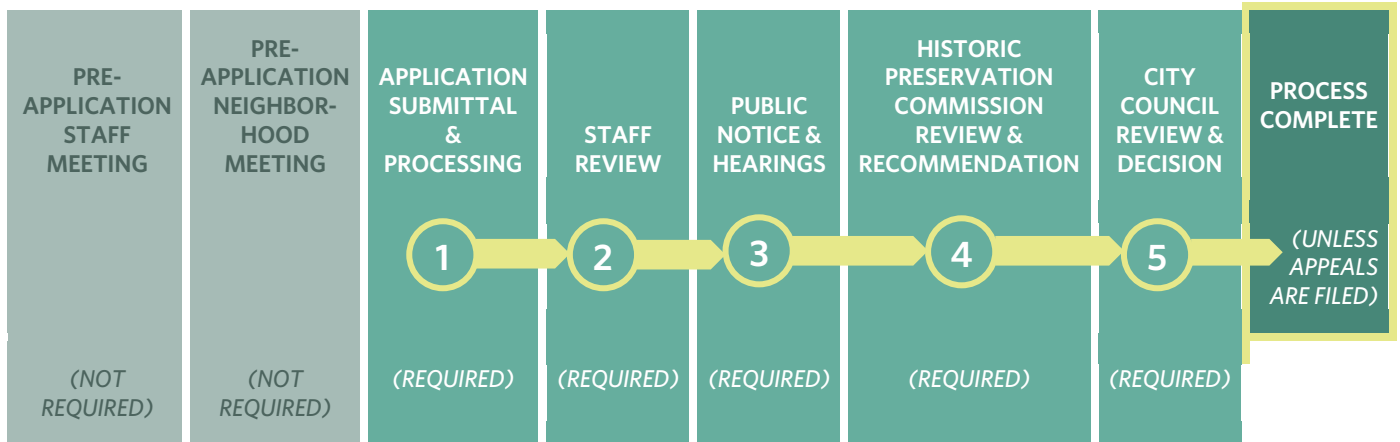 PRE-
APPLICATION
STAFF
MEETING
(NOT
REQUIRED)
PRE-
APPLICATION
NEIGHBOR-
HOOD
MEETING
(NOT
REQUIRED)
APPLICATION
SUBMITTAL
&
PROCESSING
1
(REQUIRED)
STAFF
REVIEW
2
(REQUIRED)
PUBLIC
NOTICE &
HEARINGS
3
(REQUIRED)
HISTORIC
PRESERVATION
COMMISSION
REVIEW &
RECOMMENDATION
4
(REQUIRED)
CITY
COUNCIL
REVIEW &
DECISION
5
(REQUIRED)
PROCESS
COMPLETE
(UNLESS
APPEALS
ARE FILED)